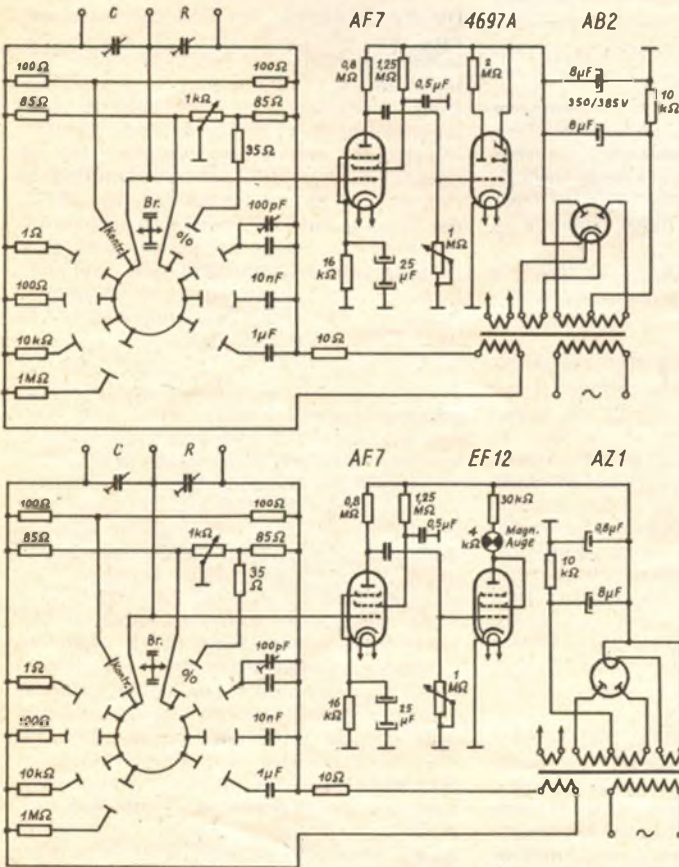 C R AF7 4697A AB2
100Ω 100Ω 0,8 MΩ 1,25 MΩ 2 MΩ 8µF
85Ω 1kΩ 85Ω 0,5µF 350/385V 10 kΩ
35Ω 8µF
Kontr. Br. % 100pF
1Ω 1 MΩ
100Ω 10nF 16 kΩ 25 µF
10kΩ 1µF 10Ω
1MΩ ~
C R AF7 EF12 AZ1
100Ω 100Ω 0,8 MΩ 1,25 MΩ 30kΩ
85Ω 1kΩ 85Ω 0,5µF 4 kΩ Magn. Auge 0,8µF
35 Ω 10 kΩ
8µF
Kontr. Br. % 100pF
1Ω 1 MΩ
100Ω 10nF 16 kΩ 25 µF
10kΩ 1µF 10Ω
1MΩ ~